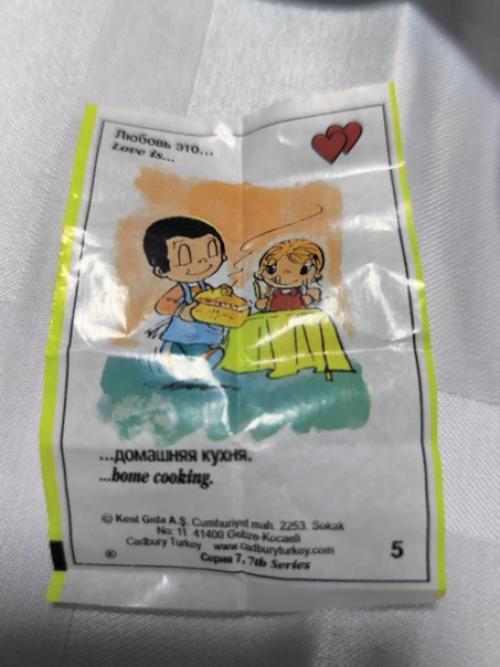 Любовь это...
Love is...
...домашняя кухня.
...home cooking.
© Kent Gıda A.Ş. Cumhuriyet mah. 2253. Sokak
No: 11 41400 Gebze-Kocaeli
Cadbury Turkey www.cadburyturkey.com
® Серия 7, 7th Series
5